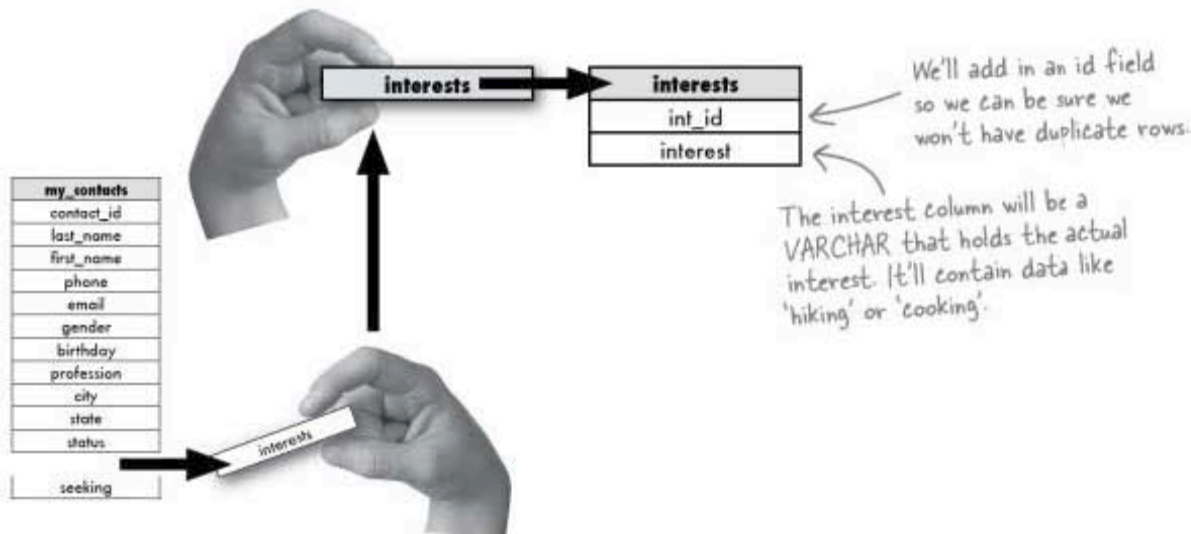 interests
interests
int_id
interest
We'll add in an id field
so we can be sure we
won't have duplicate rows.
The interest column will be a
VARCHAR that holds the actual
interest. It'll contain data like
'hiking' or 'cooking'.
my_contacts
contact_id
last_name
first_name
phone
email
gender
birthday
profession
city
state
status
interests
seeking